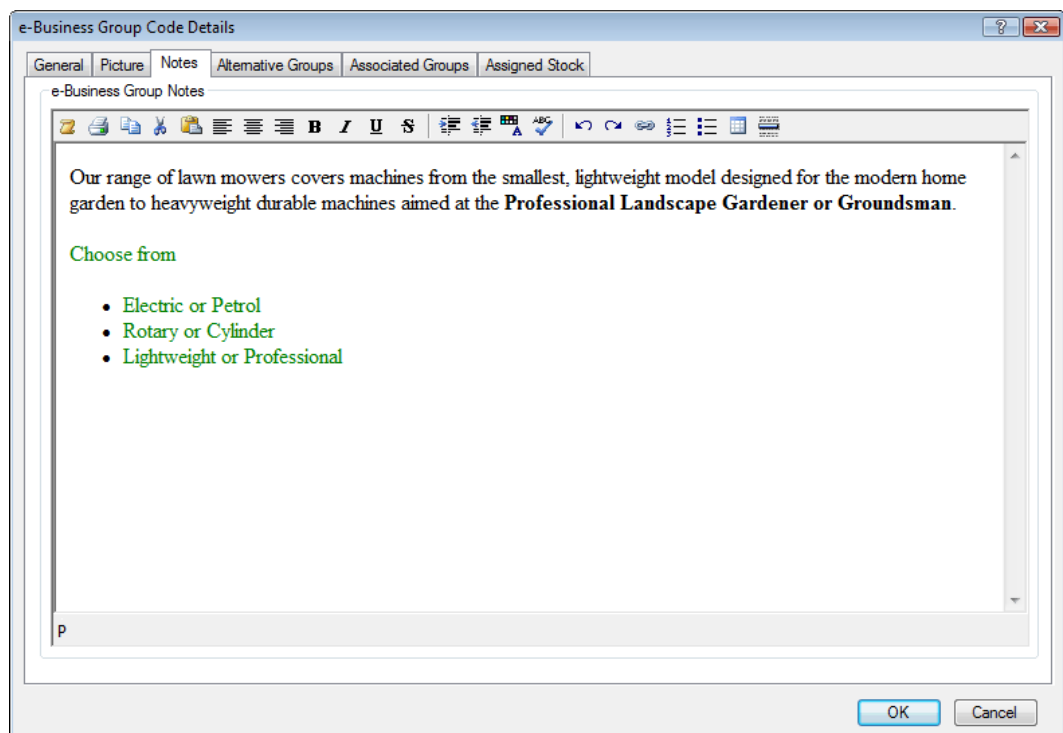 e-Business Group Code Details
General Picture Notes Alternative Groups Associated Groups Assigned Stock
e-Business Group Notes
B I U S ABC
Our range of lawn mowers covers machines from the smallest, lightweight model designed for the modern home
garden to heavyweight durable machines aimed at the Professional Landscape Gardener or Groundsman.
Choose from
• Electric or Petrol
• Rotary or Cylinder
• Lightweight or Professional
P
OK Cancel